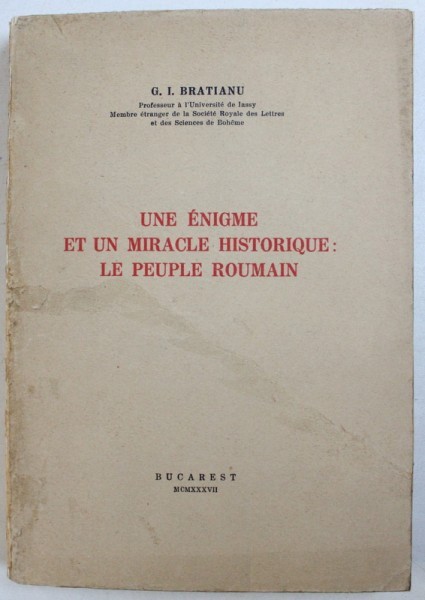 G. I. BRATIANU
Professeur à l'Université de Iassy
Membre étranger de la Société Royale des Lettres
et des Sciences de Bohême
UNE ÉNIGME
ET UN MIRACLE HISTORIQUE:
LE PEUPLE ROUMAIN
BUCAREST
MCMXXXVII